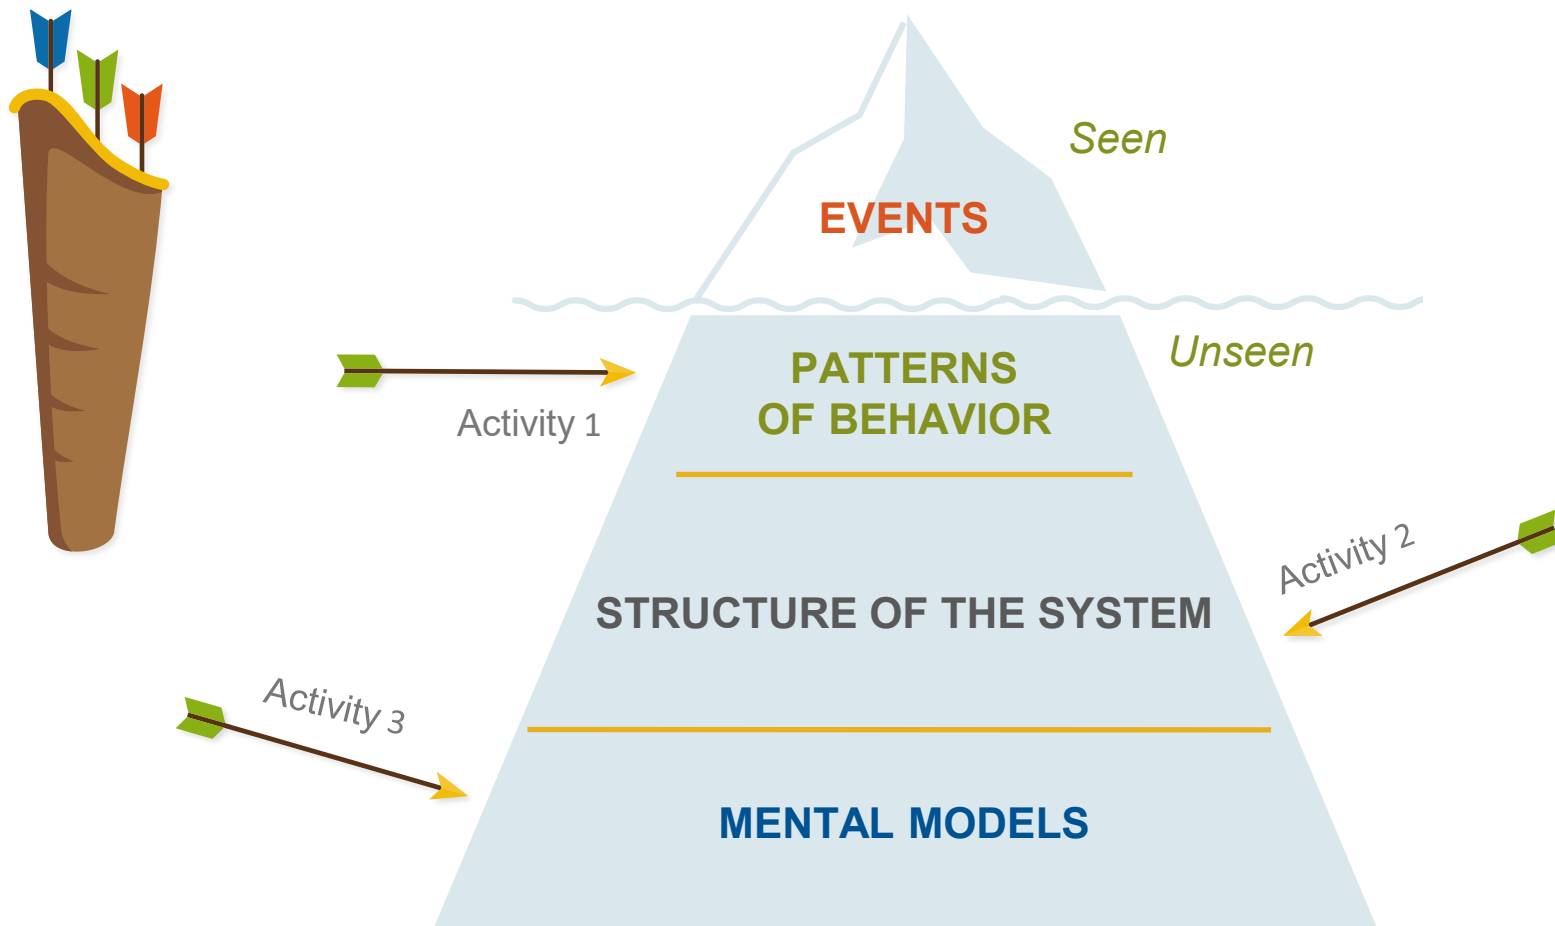 Seen
EVENTS
Unseen
PATTERNS
OF BEHAVIOR
Activity 1
Activity 2
STRUCTURE OF THE SYSTEM
Activity 3
MENTAL MODELS